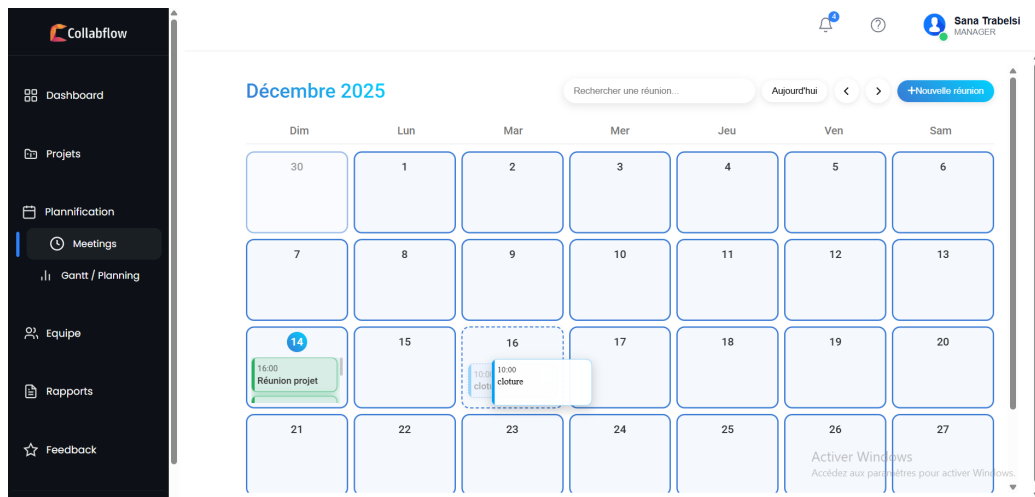 Collabflow
4
Sana Trabelsi
MANAGER
Dashboard
Projets
Plannification
Meetings
Gantt / Planning
Equipe
Rapports
Feedback
Décembre 2025
Rechercher une réunion...
Aujourd'hui
+Nouvelle réunion
Dim Lun Mar Mer Jeu Ven Sam
30 1 2 3 4 5 6
7 8 9 10 11 12 13
14 15 16 17 18 19 20
16:00
Réunion projet
10:00
cloture
21 22 23 24 25 26 27
Activer Windows
Accédez aux paramètres pour activer Windows.